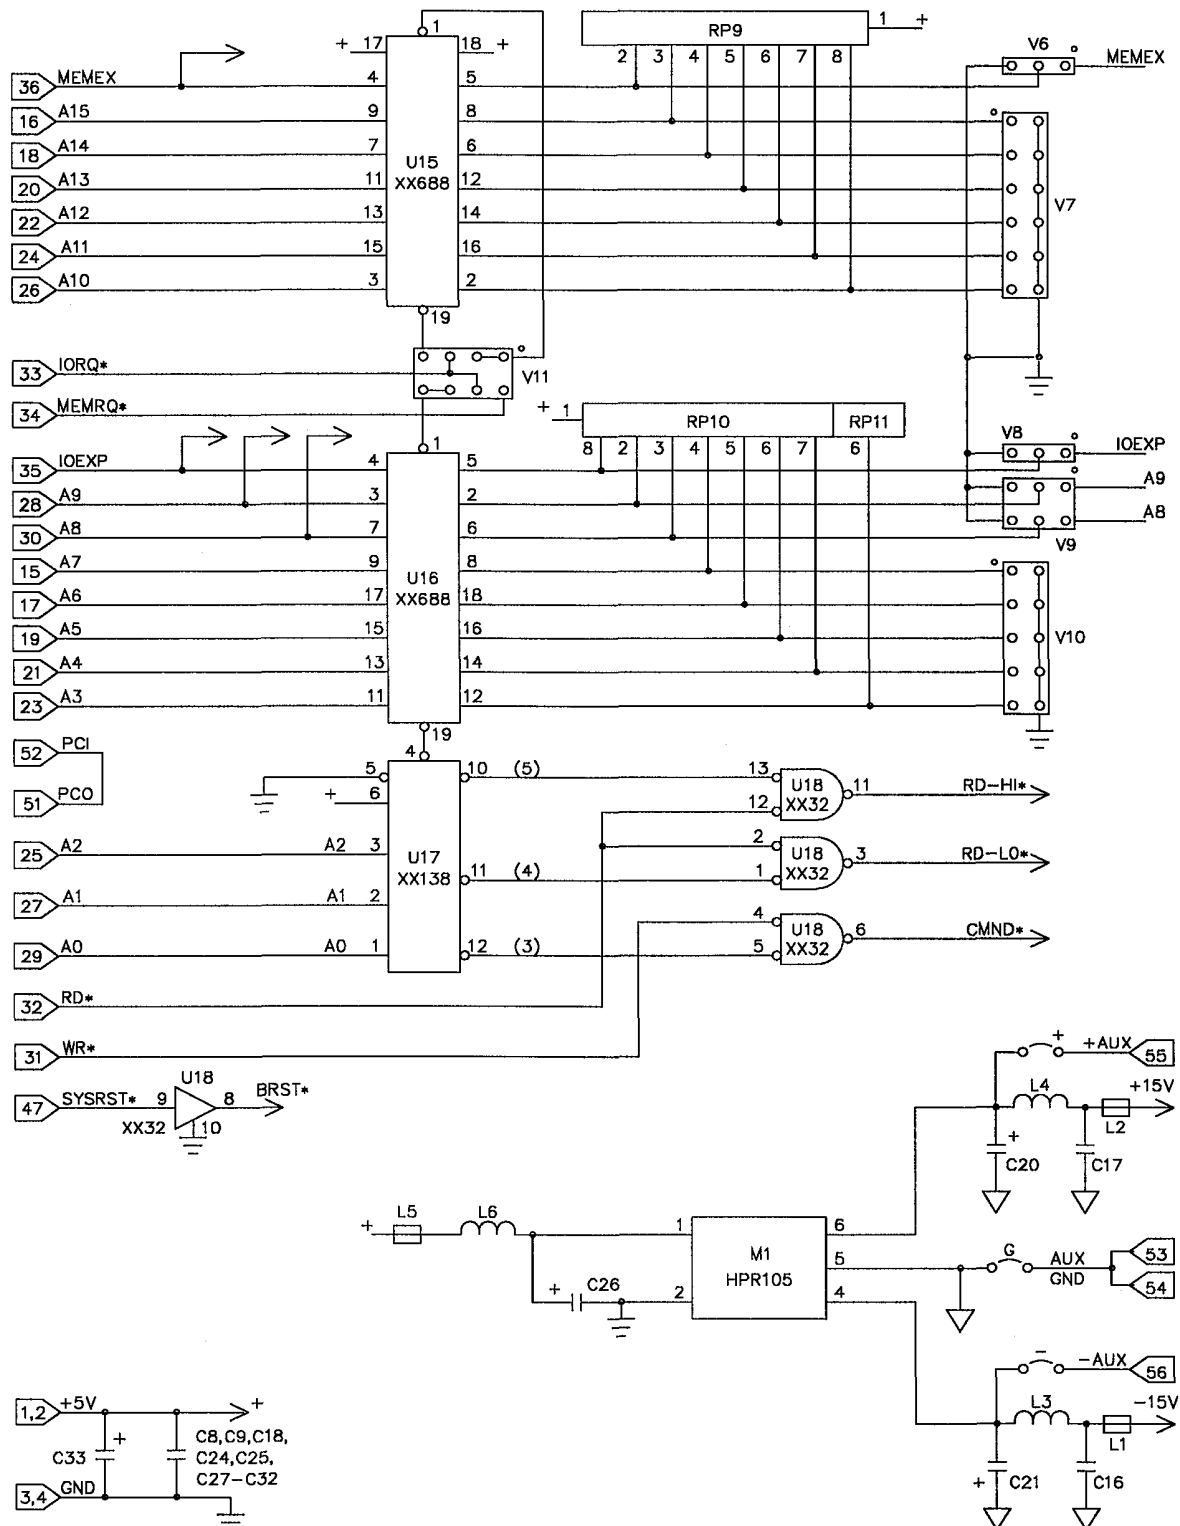 1 RP9 1 +
+ 17 18 + V6
36 MEMEX 4 5 2 3 4 5 6 7 8 MEMEX
16 A15 9 8
18 A14 7 U15 6
20 A13 11 XX688 12 V7
22 A12 13 14
24 A11 15 16
26 A10 3 2
19
33 IORQ* V11
34 MEMRQ* + 1 RP10 RP11
1 8 2 3 4 5 6 7 6 V8 IOEXP
35 IOEXP 4 5
28 A9 3 2 A9
30 A8 7 6 A8
V9
15 A7 9 U16 8
17 A6 17 XX688 18
19 A5 15 16 V10
21 A4 13 14
23 A3 11 12
19
52 PCI 4
5 10 (5) 13 U18 11 RD-HI*
51 PCO + 6 12 XX32
25 A2 A2 3 U17 2 U18 3 RD-LO*
XX138 11 (4) 1 XX32
27 A1 A1 2
4 U18 6 CMND*
29 A0 A0 1 12 (3) 5 XX32
32 RD*
31 WR* + +AUX 55
U18
47 SYSRST* 9 8 BRST* L4 +15V
XX32 10 L2
+ C20 C17
+ L5 L6 1 M1 6
HPR105 5 G AUX 53
GND 54
+ C26 2 4
- -AUX 56
1,2 +5V + L3 -15V
L1
C33 + C8,C9,C18,
C24,C25,
C27-C32
+ C21 C16
3,4 GND